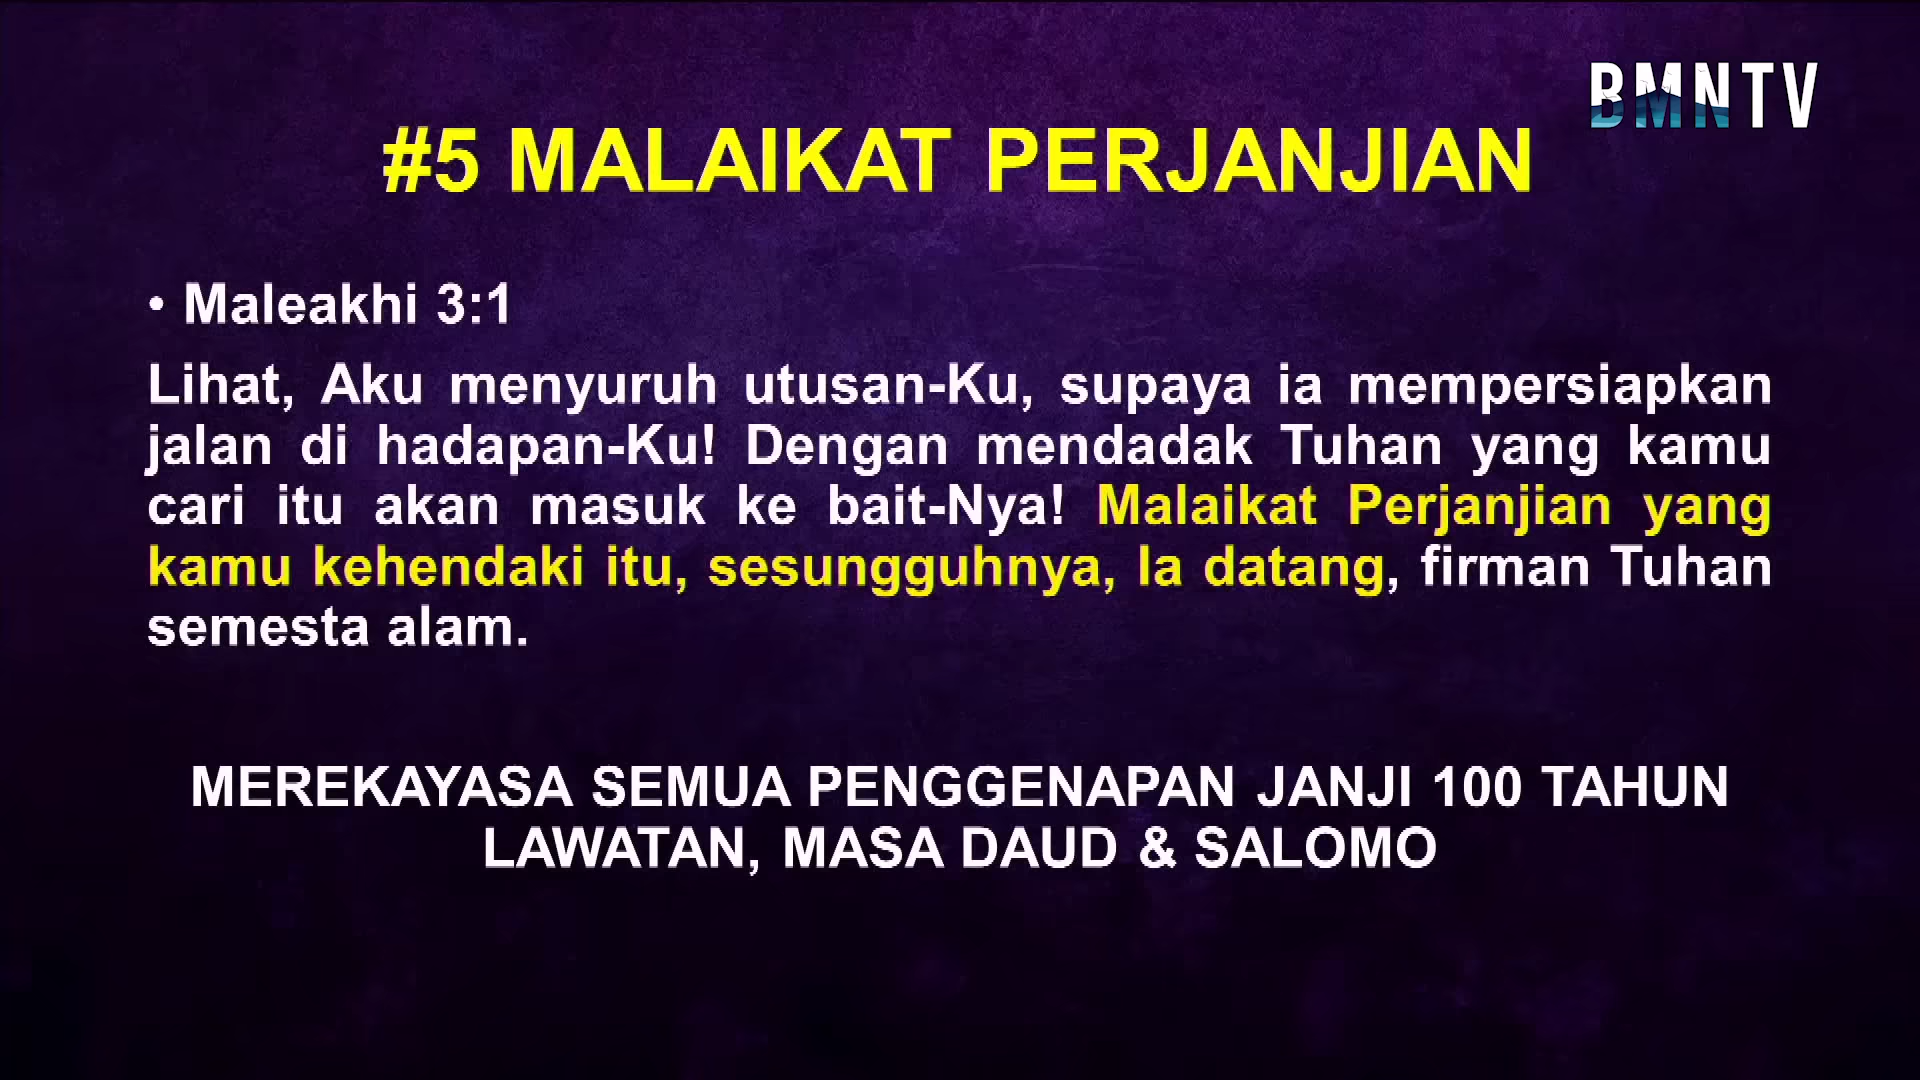 BMNTV
#5 MALAIKAT PERJANJIAN
• Maleakhi 3:1
Lihat, Aku menyuruh utusan-Ku, supaya ia mempersiapkan
jalan di hadapan-Ku! Dengan mendadak Tuhan yang kamu
cari itu akan masuk ke bait-Nya! Malaikat Perjanjian yang
kamu kehendaki itu, sesungguhnya, Ia datang, firman Tuhan
semesta alam.
MEREKAYASA SEMUA PENGGENAPAN JANJI 100 TAHUN
LAWATAN, MASA DAUD & SALOMO